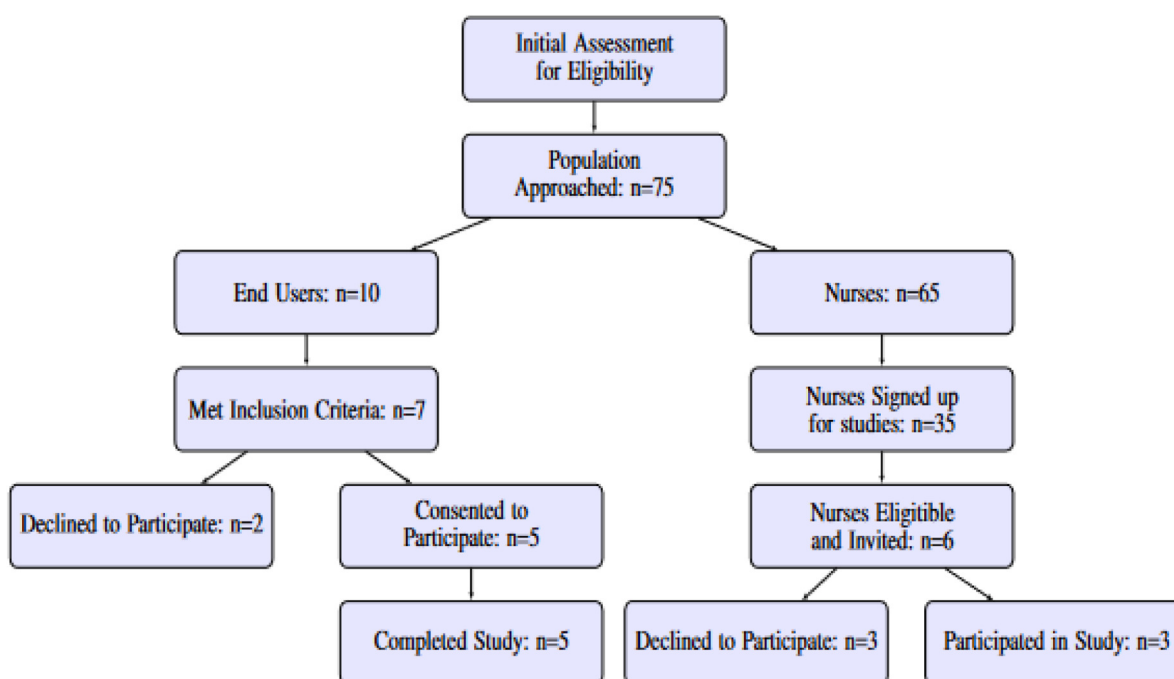 Initial Assessment
for Eligibility
Population
Approached: n=75
End Users: n=10
Nurses: n=65
Met Inclusion Criteria: n=7
Nurses Signed up
for studies: n=35
Declined to Participate: n=2
Consented to
Participate: n=5
Nurses Eligitible
and Invited: n=6
Completed Study: n=5
Declined to Participate: n=3
Participated in Study: n=3